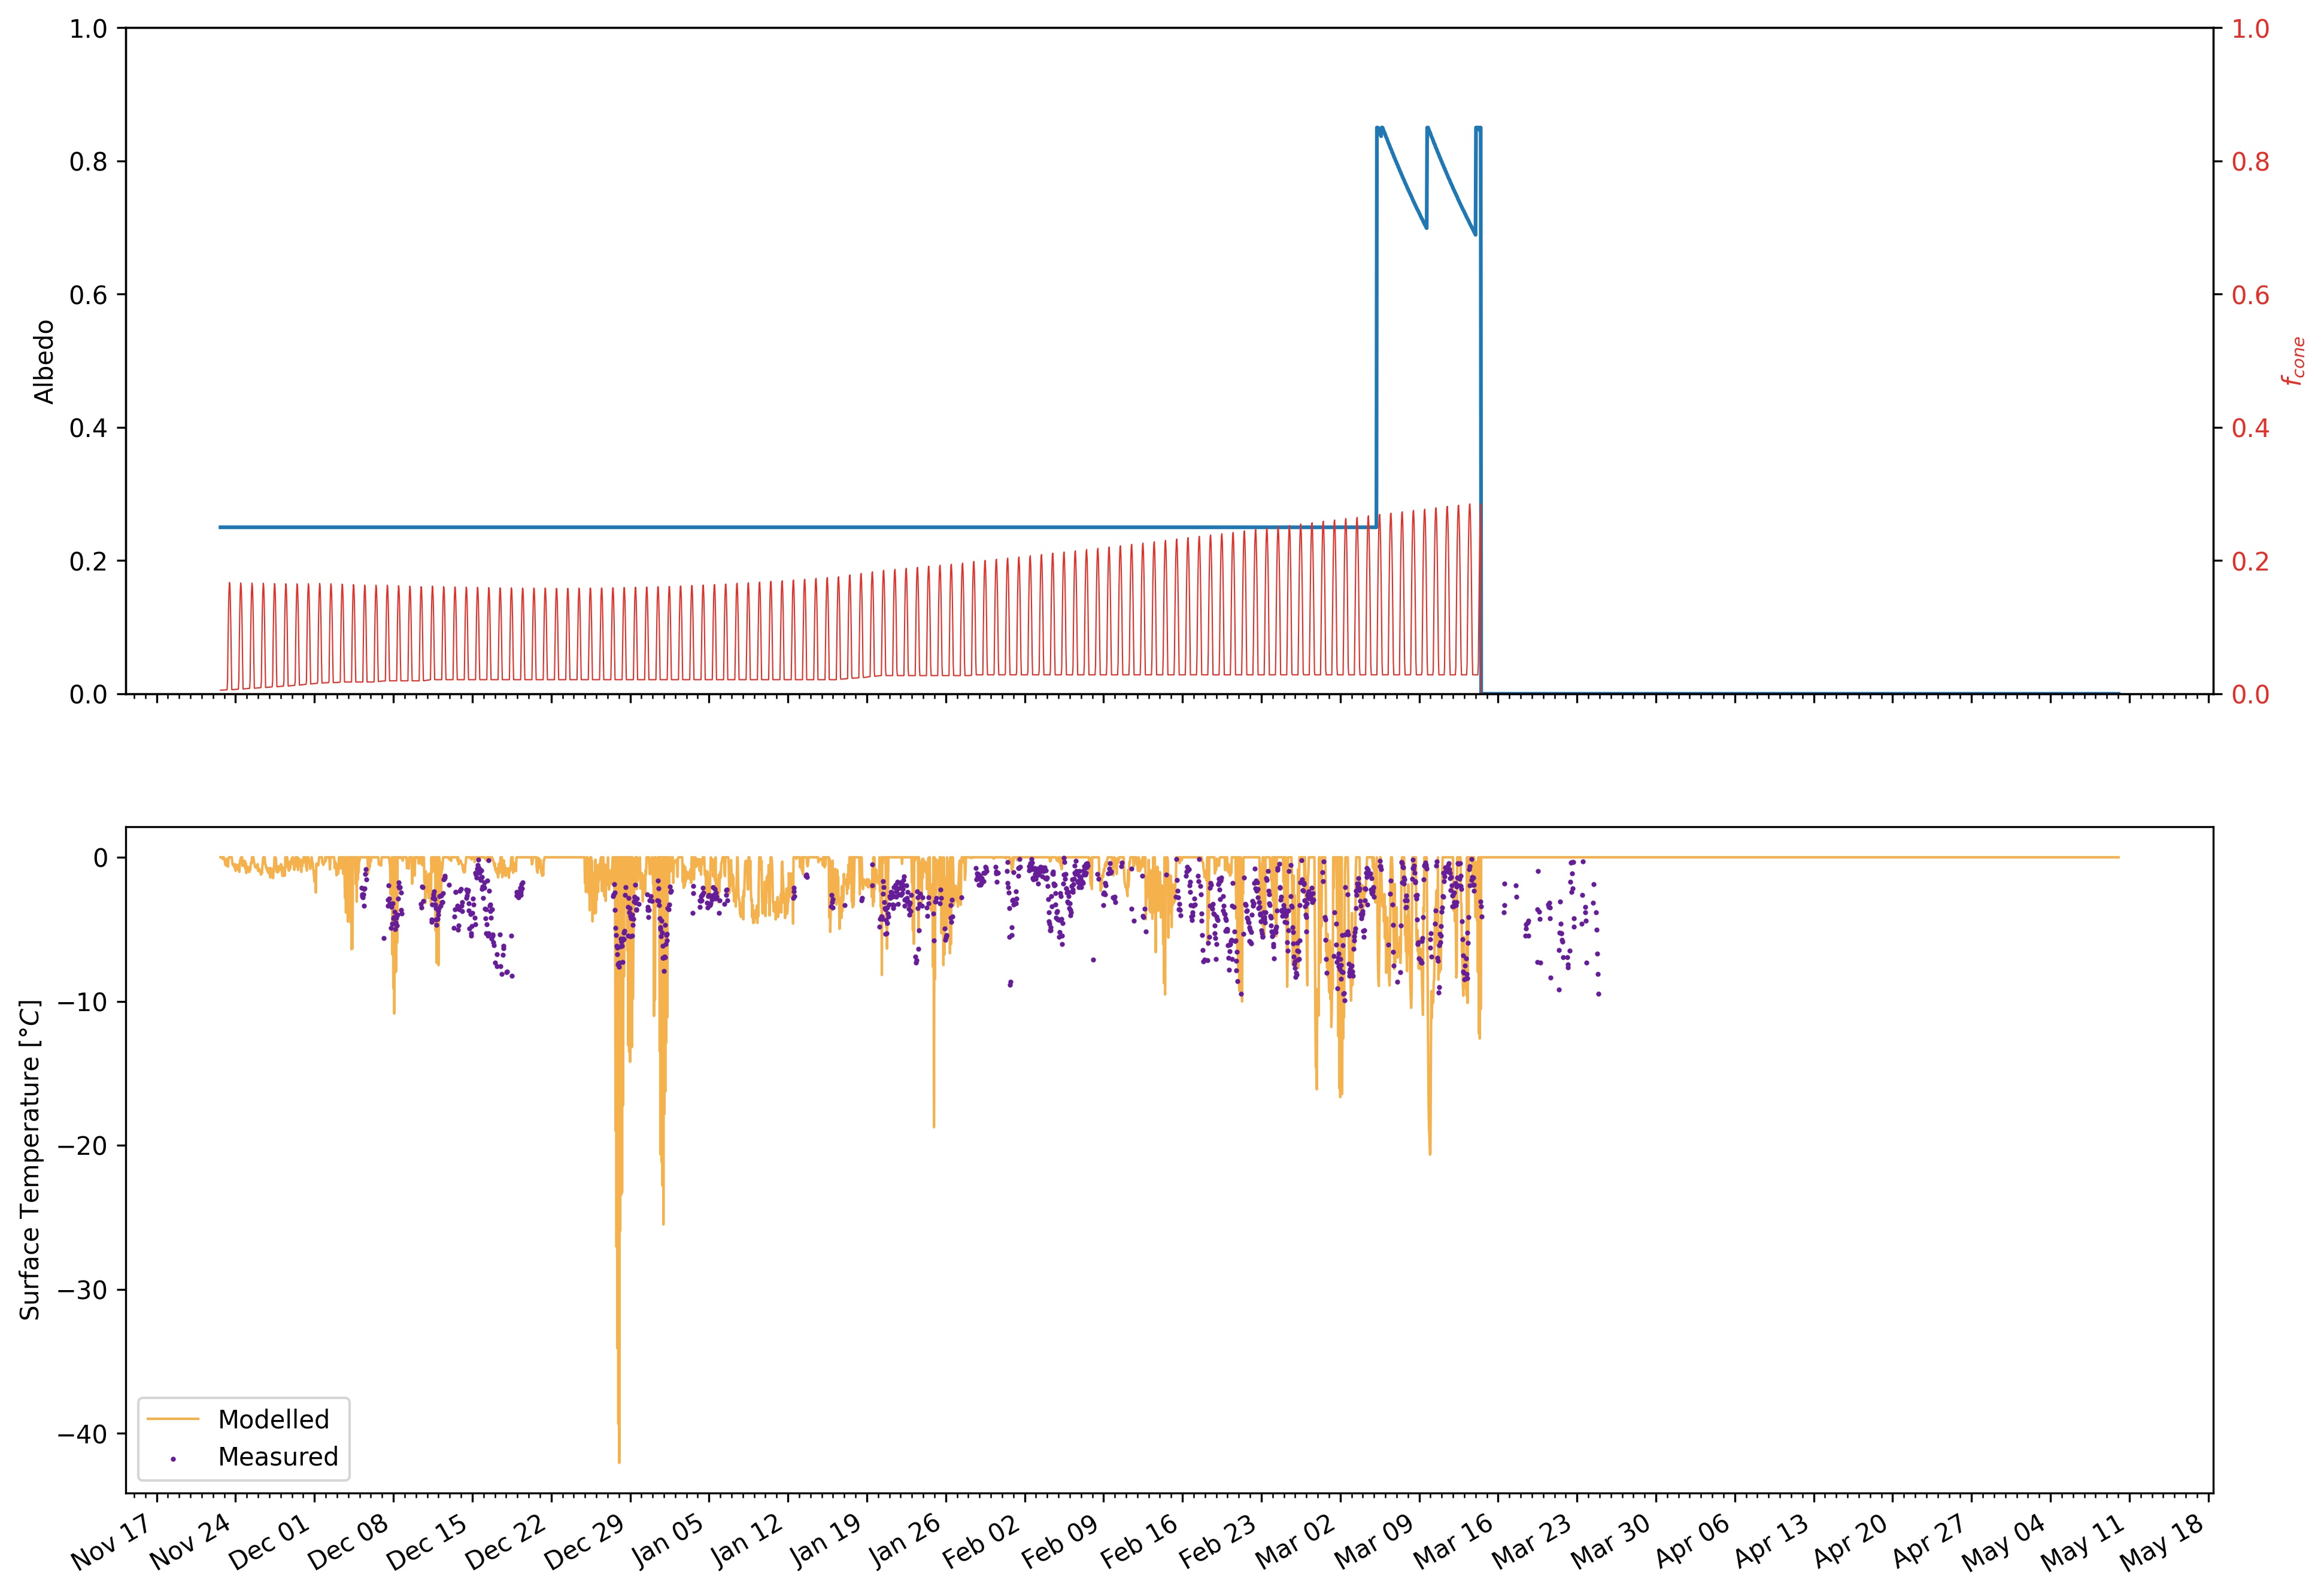 1.0
0.8
0.6
0.4
0.2
0.0
Albedo
1.0
0.8
0.6
0.4
0.2
0.0
f_cone
0
−10
−20
−30
−40
Surface Temperature [°C]
Modelled
Measured
Nov 17
Nov 24
Dec 01
Dec 08
Dec 15
Dec 22
Dec 29
Jan 05
Jan 12
Jan 19
Jan 26
Feb 02
Feb 09
Feb 16
Feb 23
Mar 02
Mar 09
Mar 16
Mar 23
Mar 30
Apr 06
Apr 13
Apr 20
Apr 27
May 04
May 11
May 18